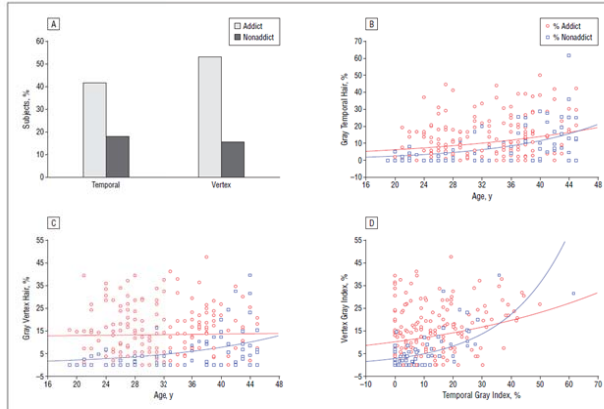 A
Addict
Nonaddict
60
50
40
30
20
10
0
Subjects, %
Temporal
Vertex
B
% Addict
% Nonaddict
70
60
50
40
30
20
10
0
−10
Gray Temporal Hair, %
16 20 24 28 32 36 40 44 48
Age, y
C
55
45
35
25
15
5
−5
Gray Vertex Hair, %
16 20 24 28 32 36 40 44 48
Age, y
D
55
45
35
25
15
5
−5
Vertex Gray Index, %
−10 0 10 20 30 40 50 60 70
Temporal Gray Index, %